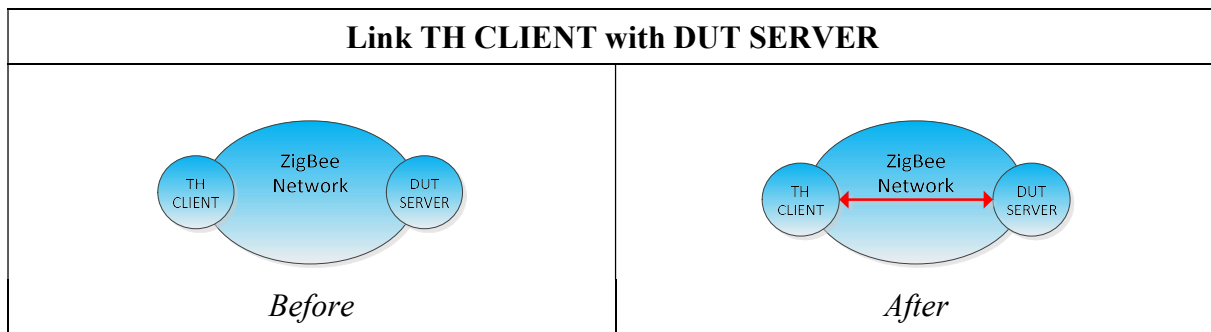 Link TH CLIENT with DUT SERVER
ZigBee
Network
TH
CLIENT
DUT
SERVER
Before
ZigBee
Network
TH
CLIENT
DUT
SERVER
After